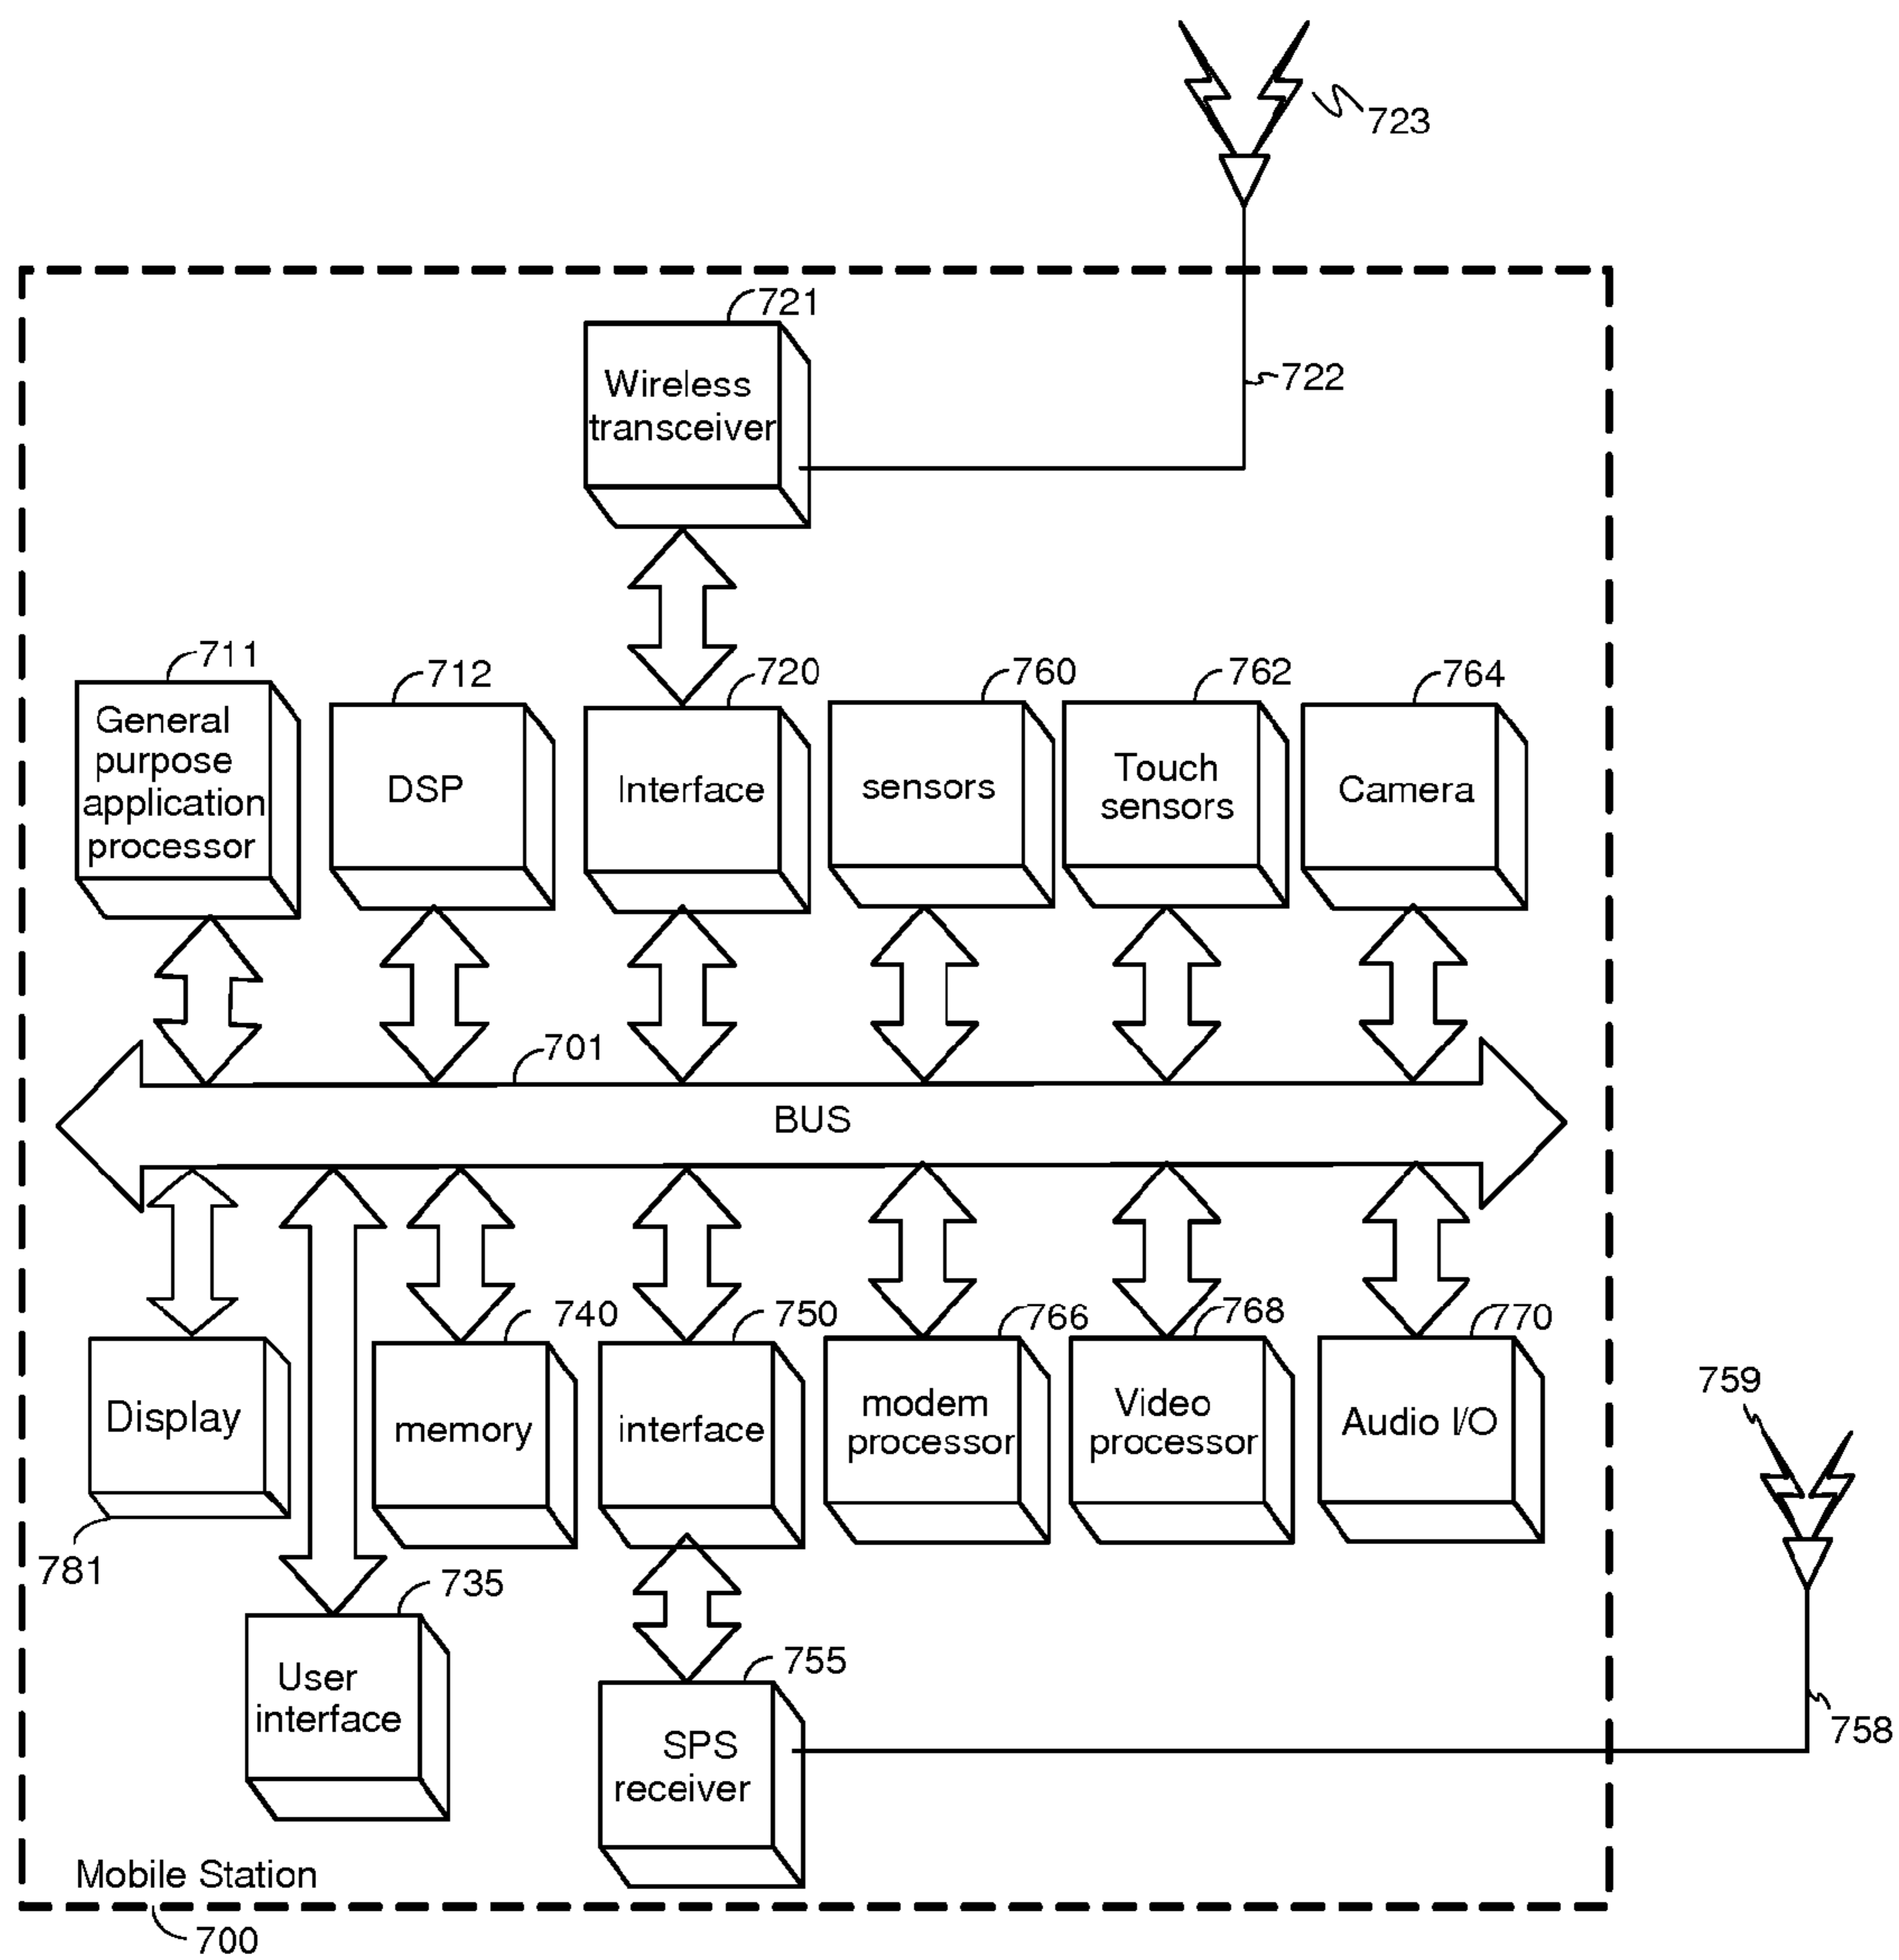 723
721
Wireless
transceiver
722
711
General
purpose
application
processor
712
DSP
720
Interface
760
sensors
762
Touch
sensors
764
Camera
701
BUS
781
Display
740
memory
750
interface
766
modem
processor
768
Video
processor
770
Audio I/O
759
735
User
interface
755
SPS
receiver
758
Mobile Station
700